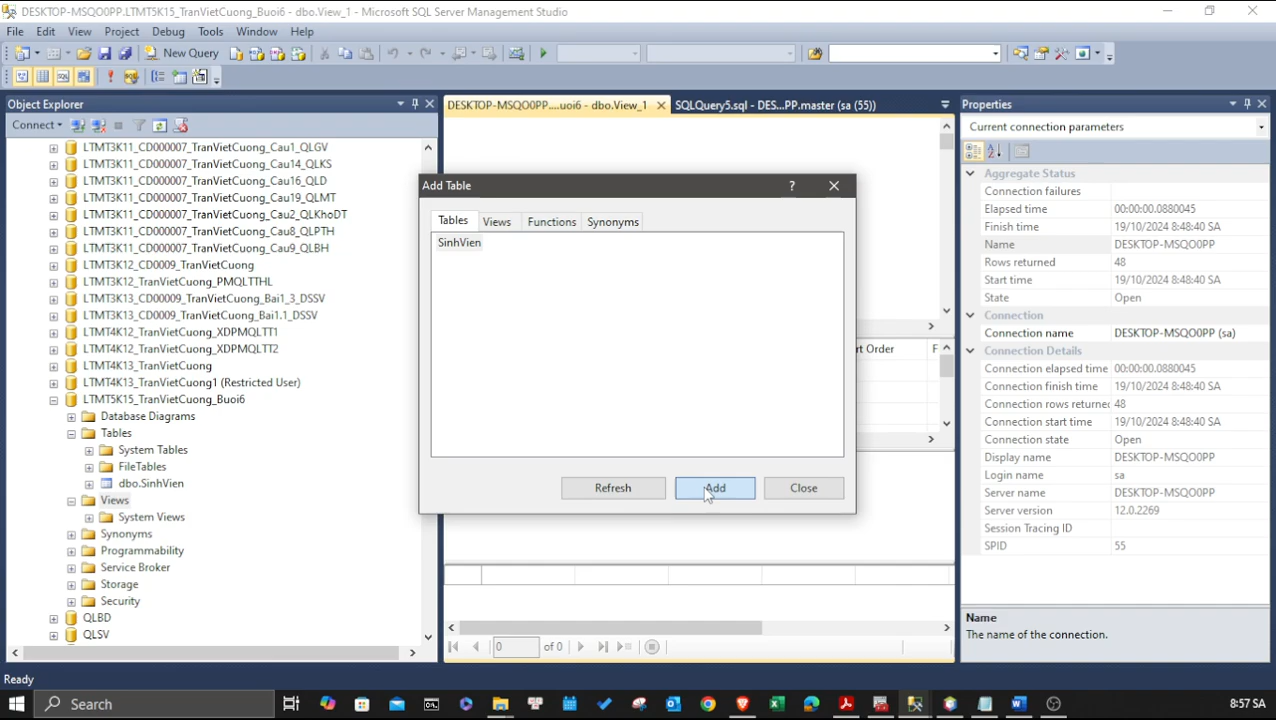 DESKTOP-MSQO0PP.LTMT5K15_TranVietCuong_Buoi6 - dbo.View_1 - Microsoft SQL Server Management Studio
File Edit View Project Debug Tools Window Help
New Query
Object Explorer
Connect
LTMT3K11_CD000007_TranVietCuong_Cau1_QLGV
LTMT3K11_CD000007_TranVietCuong_Cau14_QLKS
LTMT3K11_CD000007_TranVietCuong_Cau16_QLD
LTMT3K11_CD000007_TranVietCuong_Cau19_QLMT
LTMT3K11_CD000007_TranVietCuong_Cau2_QLKhoDT
LTMT3K11_CD000007_TranVietCuong_Cau8_QLPTH
LTMT3K11_CD000007_TranVietCuong_Cau9_QLBH
LTMT3K12_CD0009_TranVietCuong
LTMT3K12_TranVietCuong_PMQLTTHL
LTMT3K13_CD00009_TranVietCuong_Bai1_3_DSSV
LTMT3K13_CD00009_TranVietCuong_Bai1.1_DSSV
LTMT4K12_TranVietCuong_XDPMQLTT1
LTMT4K12_TranVietCuong_XDPMQLTT2
LTMT4K13_TranVietCuong
LTMT4K13_TranVietCuong1 (Restricted User)
LTMT5K15_TranVietCuong_Buoi6
Database Diagrams
Tables
System Tables
FileTables
dbo.SinhVien
Views
System Views
Synonyms
Programmability
Service Broker
Storage
Security
QLBD
QLSV
DESKTOP-MSQO0PP....uoi6 - dbo.View_1
SQLQuery5.sql - DES...PP.master (sa (55))
rt Order F
Add Table
Tables Views Functions Synonyms
SinhVien
Refresh Add Close
0 of 0
Properties
Current connection parameters
Aggregate Status
Connection failures
Elapsed time 00:00:00.0880045
Finish time 19/10/2024 8:48:40 SA
Name DESKTOP-MSQO0PP
Rows returned 48
Start time 19/10/2024 8:48:40 SA
State Open
Connection
Connection name DESKTOP-MSQO0PP (sa)
Connection Details
Connection elapsed time 00:00:00.0880045
Connection finish time 19/10/2024 8:48:40 SA
Connection rows returned 48
Connection start time 19/10/2024 8:48:40 SA
Connection state Open
Display name DESKTOP-MSQO0PP
Login name sa
Server name DESKTOP-MSQO0PP
Server version 12.0.2269
Session Tracing ID
SPID 55
Name
The name of the connection.
Ready
Search
8:57 SA